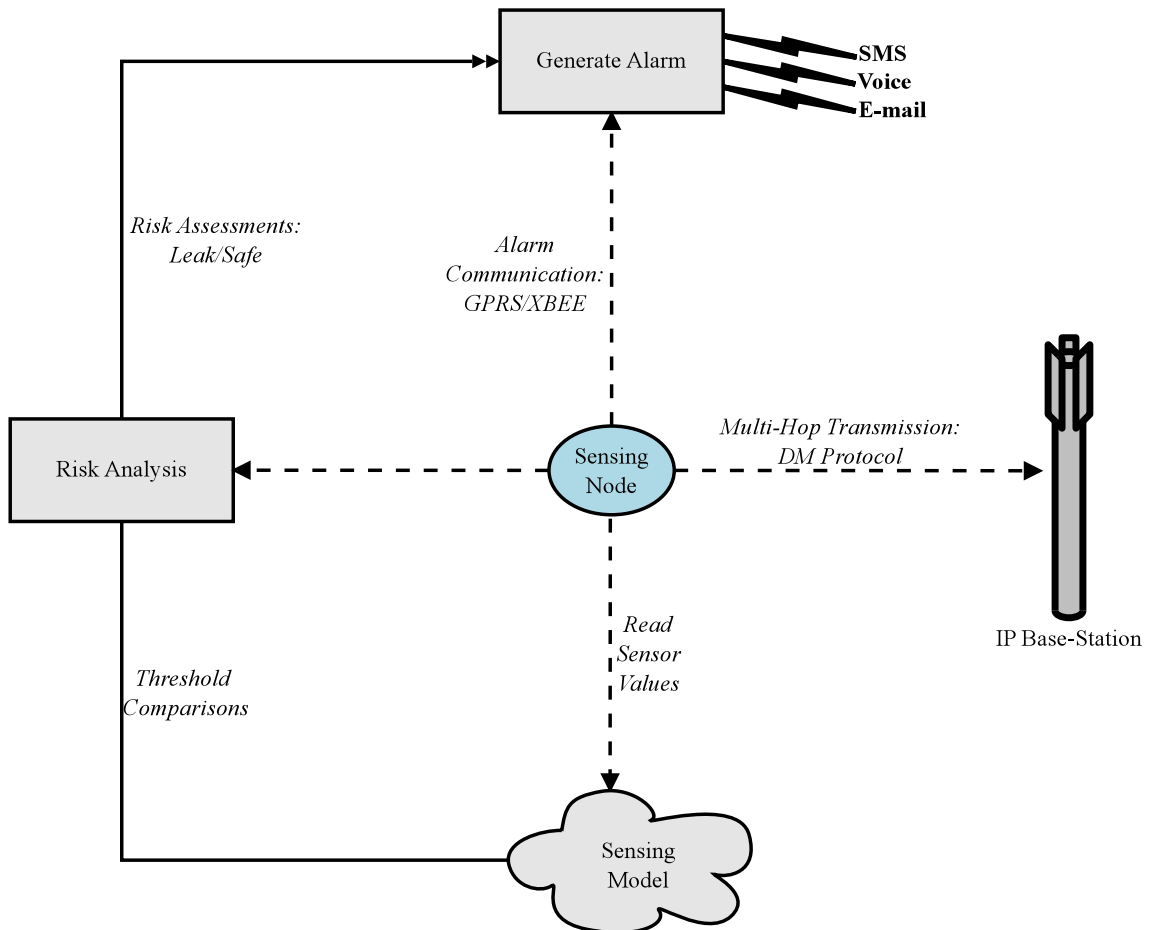 Generate Alarm
SMS
Voice
E-mail
Risk Assessments:
Leak/Safe
Alarm
Communication:
GPRS/XBEE
Risk Analysis
Sensing
Node
Multi-Hop Transmission:
DM Protocol
IP Base-Station
Read
Sensor
Values
Threshold
Comparisons
Sensing
Model